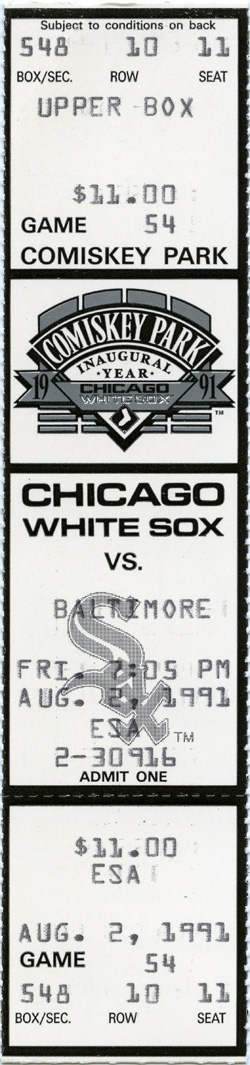 Subject to conditions on back
548 10 11
BOX/SEC. ROW SEAT
UPPER BOX
$11.00
GAME 54
COMISKEY PARK
COMISKEY PARK
INAUGURAL
·YEAR·
19 CHICAGO 91
WHITE SOX
TM
CHICAGO
WHITE SOX
VS.
BALTIMORE
Sox
FRI. 7:05 PM
AUG. 2, 1991
ESA
TM
2-30916
ADMIT ONE
$11.00
ESA
AUG. 2, 1991
GAME 54
548 10 11
BOX/SEC. ROW SEAT